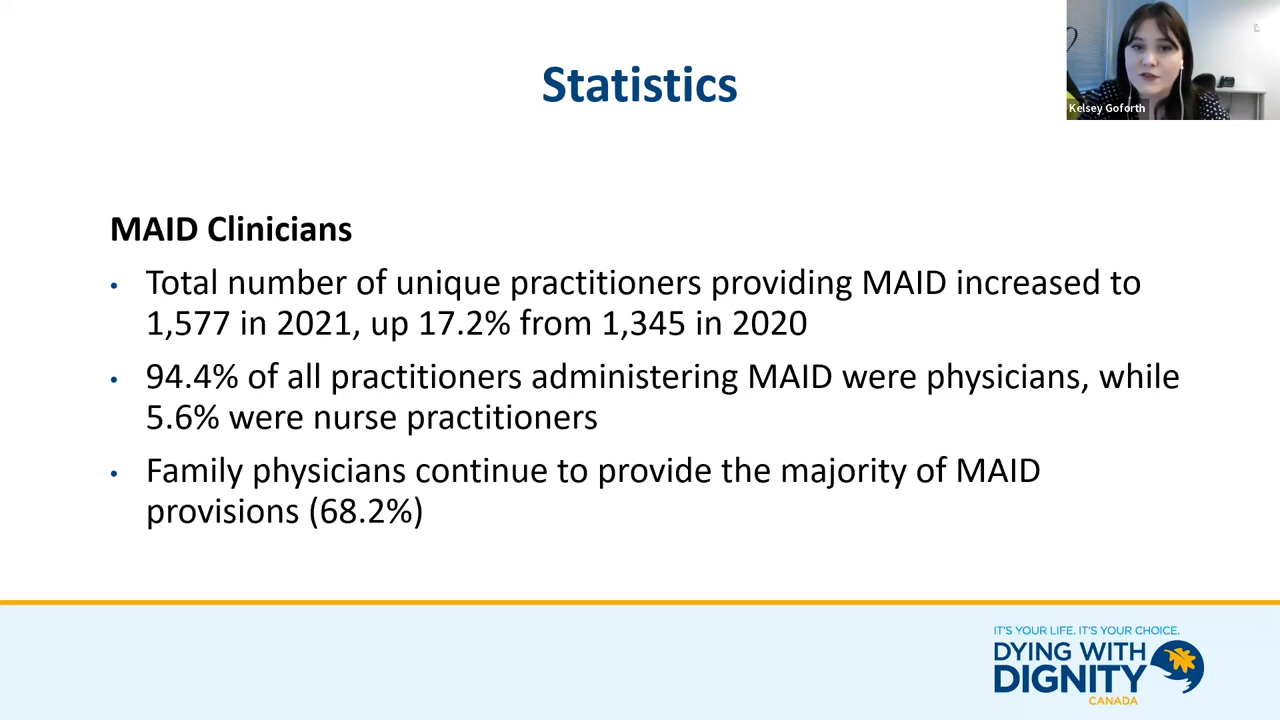 Statistics
Kelsey Goforth
MAID Clinicians
• Total number of unique practitioners providing MAID increased to
1,577 in 2021, up 17.2% from 1,345 in 2020
• 94.4% of all practitioners administering MAID were physicians, while
5.6% were nurse practitioners
• Family physicians continue to provide the majority of MAID
provisions (68.2%)
IT'S YOUR LIFE. IT'S YOUR CHOICE.
DYING WITH
DIGNITY
CANADA